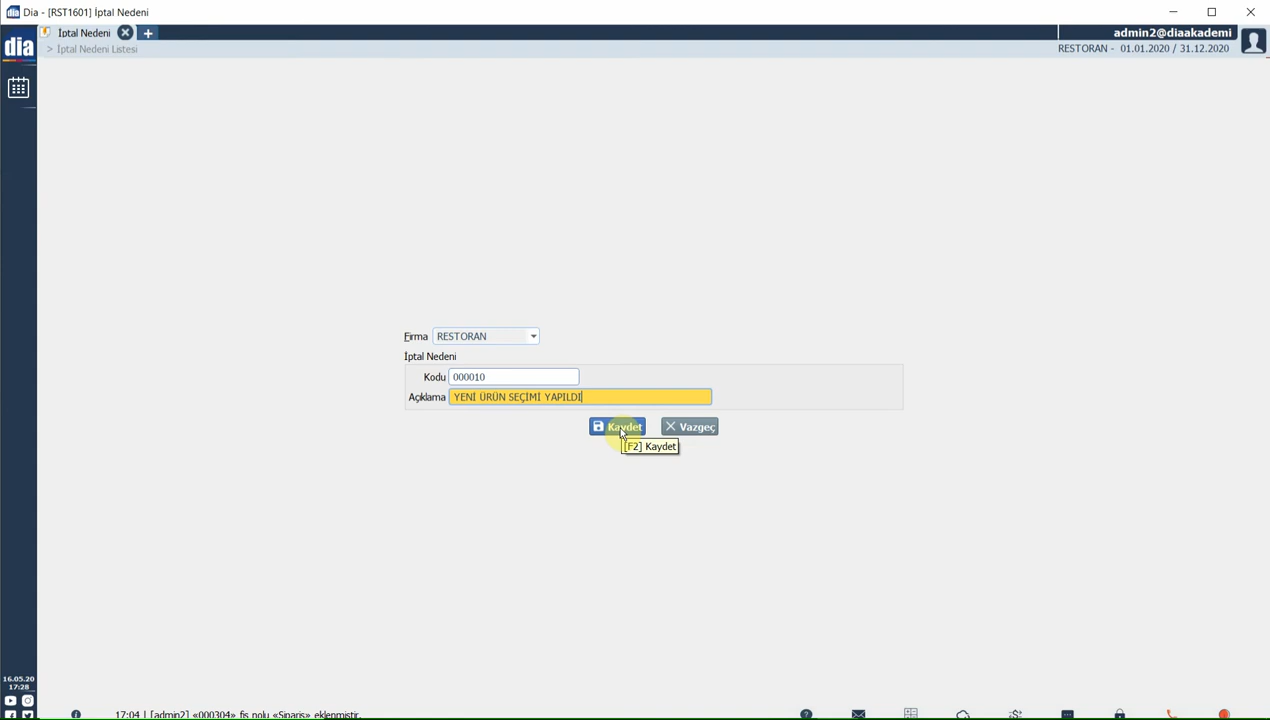 Dia - [RST1601] İptal Nedeni
İptal Nedeni
admin2@diaakademi
dia
> İptal Nedeni Listesi
RESTORAN - 01.01.2020 / 31.12.2020
Firma RESTORAN
İptal Nedeni
Kodu 000010
Açıklama YENİ ÜRÜN SEÇİMİ YAPILDI
Kaydet
Vazgeç
[F2] Kaydet
16.05.20
17:28
17:04 | [admin2] «000304» fiş nolu «Sipariş» eklenmiştir.